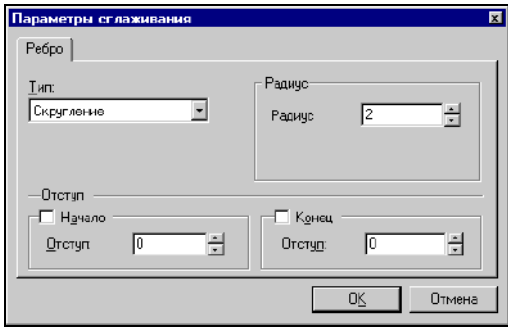 Параметры сглаживания
Ребро
Тип:
Скругление
Радиус
Радиус 2
Отступ
Начало
Отступ 0
Конец
Отступ: 0
OK Отмена